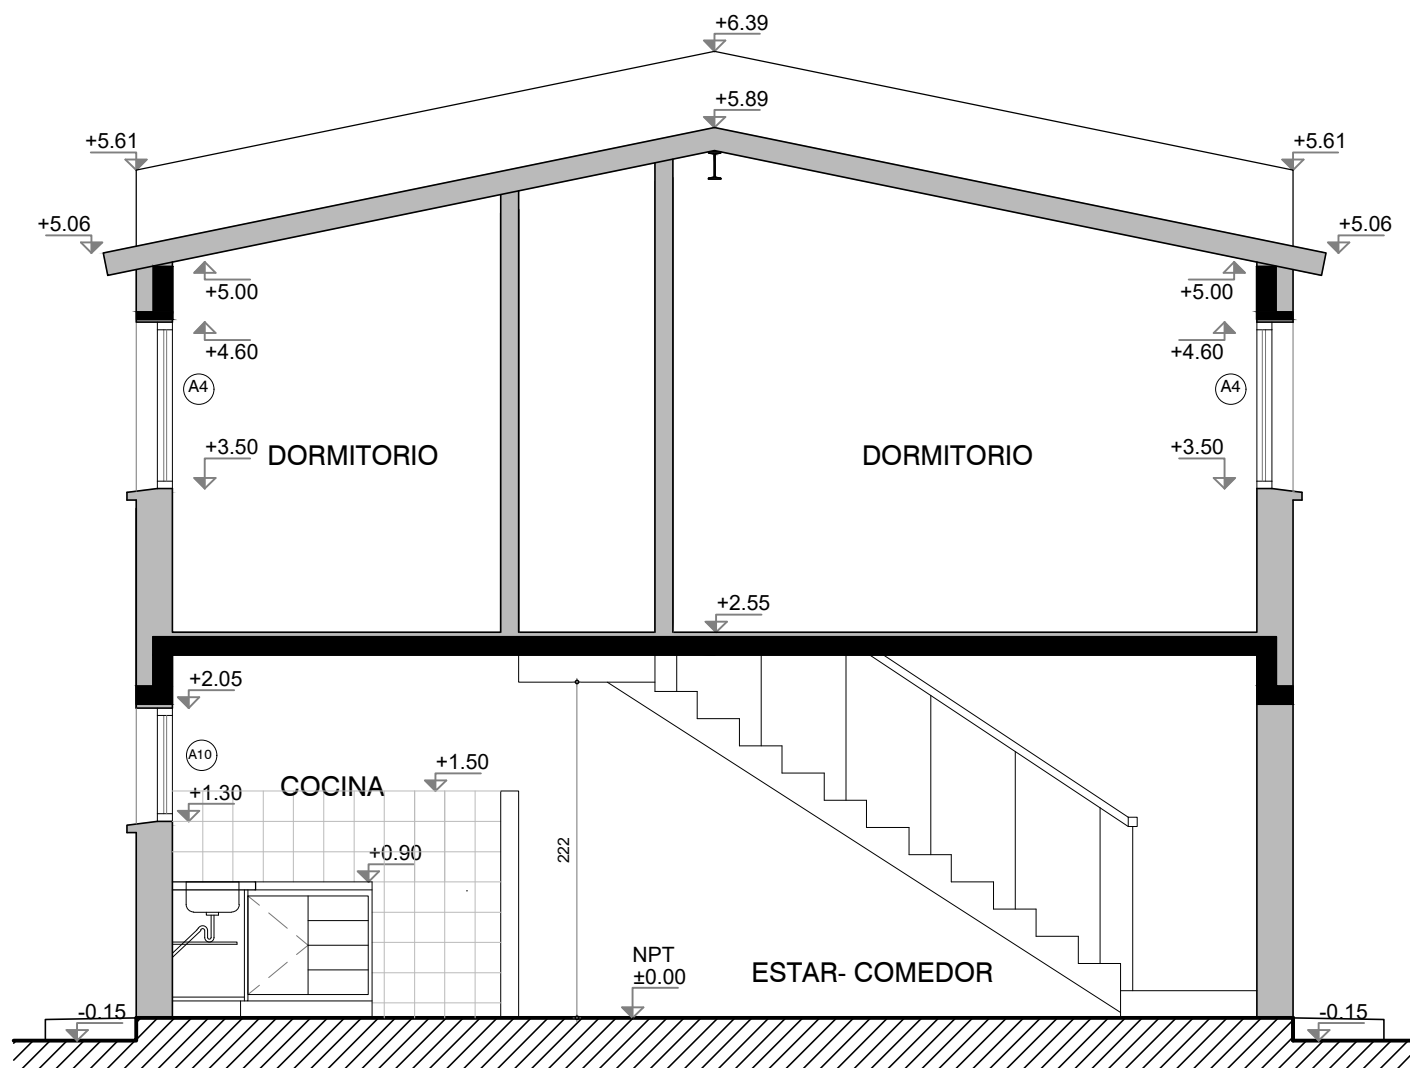 +6.39
+5.89
+5.61
+5.61
+5.06
+5.06
+5.00
+5.00
+4.60
+4.60
A4
A4
+3.50
+3.50
DORMITORIO
DORMITORIO
+2.55
+2.05
A10
+1.50
COCINA
+1.30
+0.90
222
NPT
±0.00
ESTAR- COMEDOR
-0.15
-0.15